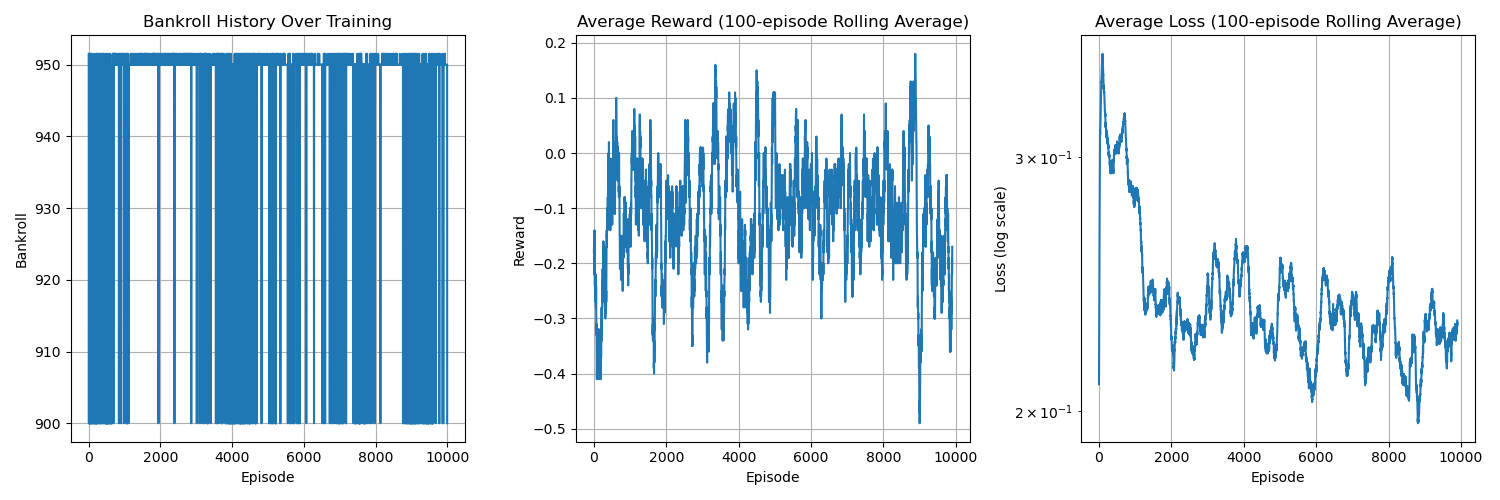 Bankroll History Over Training
Bankroll
950
940
930
920
910
900
0 2000 4000 6000 8000 10000
Episode
Average Reward (100-episode Rolling Average)
Reward
0.2
0.1
0.0
−0.1
−0.2
−0.3
−0.4
−0.5
0 2000 4000 6000 8000 10000
Episode
Average Loss (100-episode Rolling Average)
Loss (log scale)
3 × 10⁻¹
2 × 10⁻¹
0 2000 4000 6000 8000 10000
Episode